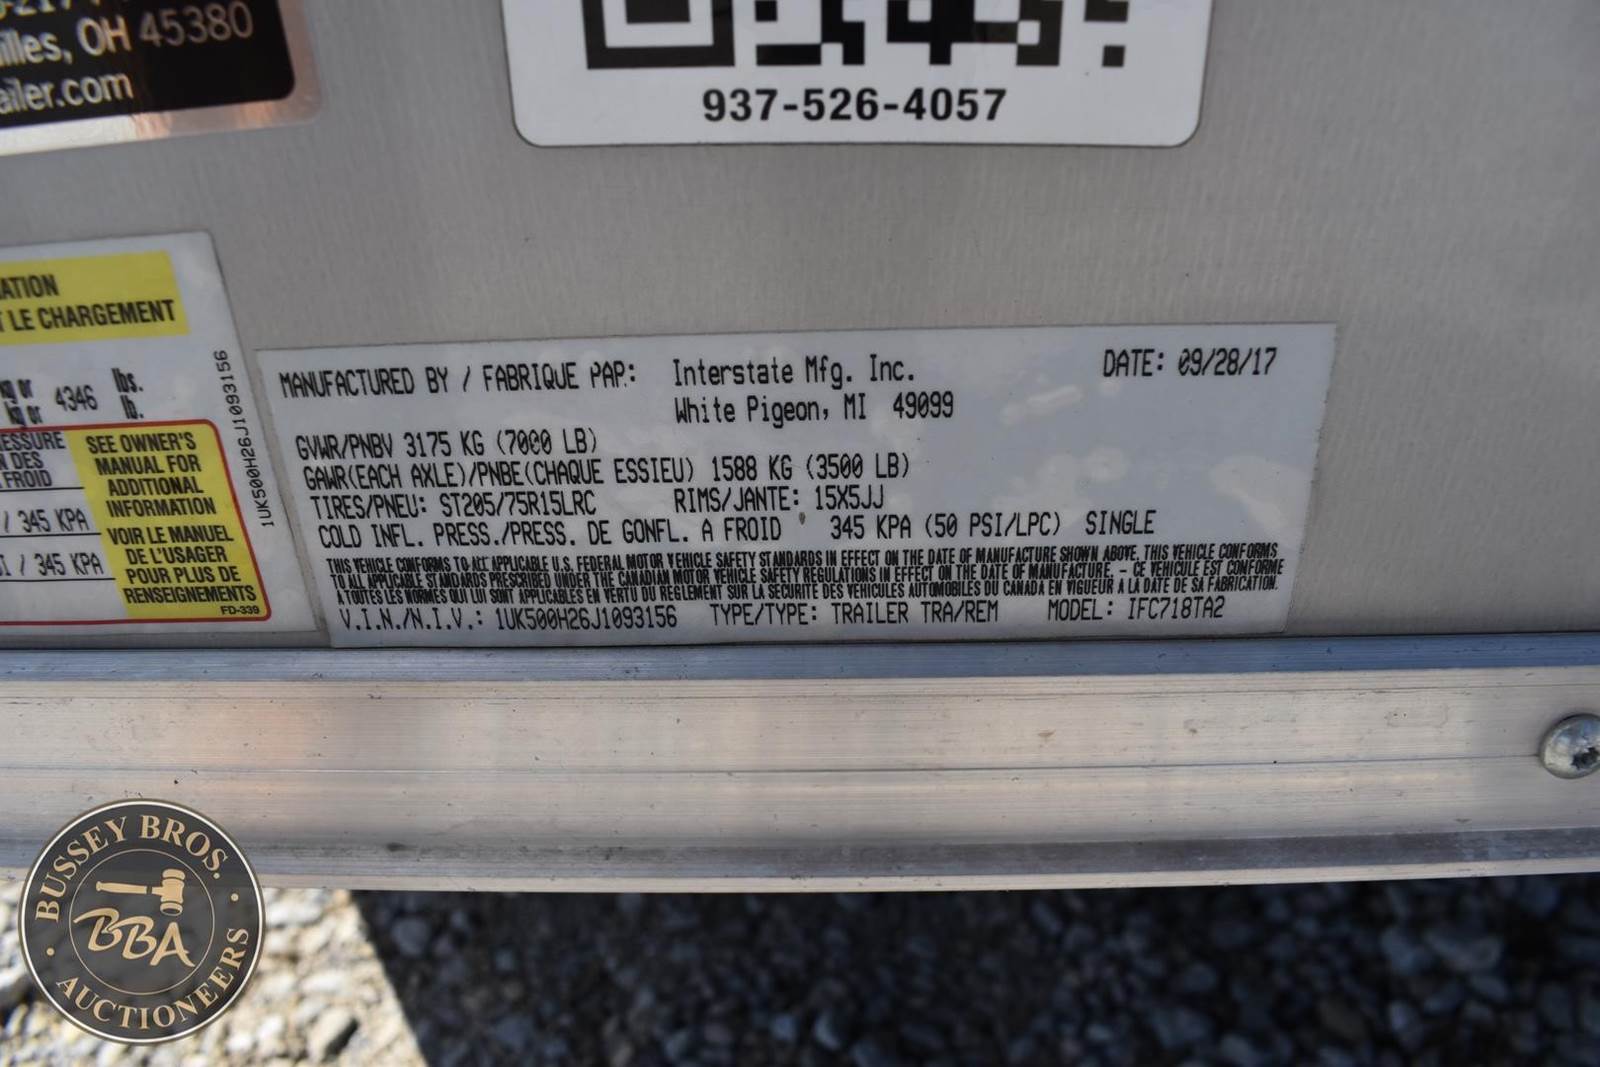 illes, OH 45380
ailer.com
937-526-4057
ATION
T LE CHARGEMENT
kg or 4346 lbs.
kg or lb.
ESSURE
N DES
FROID
/ 345 KPA
I / 345 KPA
SEE OWNER'S
MANUAL FOR
ADDITIONAL
INFORMATION
VOIR LE MANUEL
DE L'USAGER
POUR PLUS DE
RENSEIGNEMENTS
FD-339
1UK500H26J1093156
MANUFACTURED BY / FABRIQUE PAR: Interstate Mfg. Inc. DATE: 09/28/17
White Pigeon, MI 49099
GVWR/PNBV 3175 KG (7000 LB)
GAWR(EACH AXLE)/PNBE(CHAQUE ESSIEU) 1588 KG (3500 LB)
TIRES/PNEU: ST205/75R15LRC RIMS/JANTE: 15X5JJ
COLD INFL. PRESS./PRESS. DE GONFL. A FROID 345 KPA (50 PSI/LPC) SINGLE
THIS VEHICLE CONFORMS TO ALL APPLICABLE U.S. FEDERAL MOTOR VEHICLE SAFETY STANDARDS IN EFFECT ON THE DATE OF MANUFACTURE SHOWN ABOVE. THIS VEHICLE CONFORMS
TO ALL APPLICABLE STANDARDS PRESCRIBED UNDER THE CANADIAN MOTOR VEHICLE SAFETY REGULATIONS IN EFFECT ON THE DATE OF MANUFACTURE. - CE VEHICULE EST CONFORME
A TOUTES LES NORMES QUI LUI SONT APPLICABLES EN VERTU DU REGLEMENT SUR LA SECURITE DES VEHICULES AUTOMOBILES DU CANADA EN VIGUEUR A LA DATE DE SA FABRICATION.
V.I.N./N.I.V.: 1UK500H26J1093156 TYPE/TYPE: TRAILER TRA/REM MODEL: IFC718TA2
BUSSEY BROS.
BBA
AUCTIONEERS